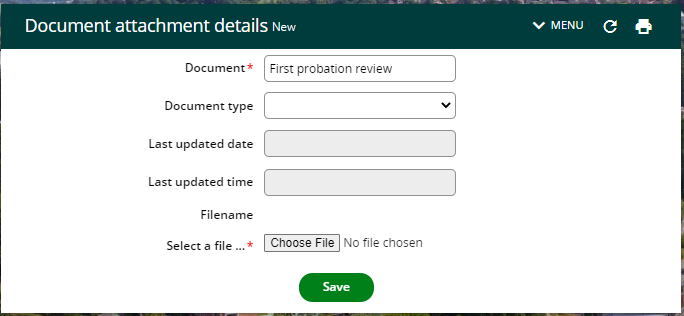 Document attachment details New
MENU
Document*
First probation review
Document type
Last updated date
Last updated time
Filename
Select a file ...*
Choose File No file chosen
Save